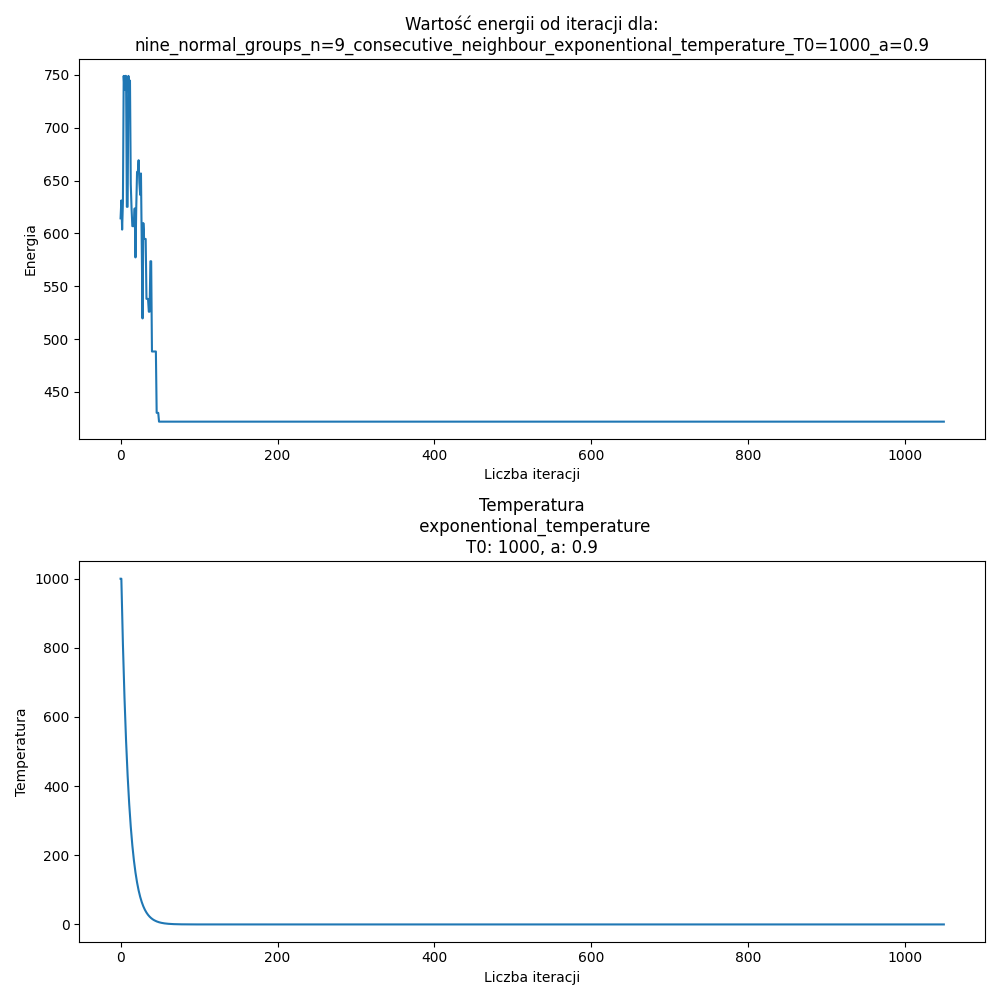 Wartość energii od iteracji dla:
nine_normal_groups_n=9_consecutive_neighbour_exponentional_temperature_T0=1000_a=0.9
750
700
650
600
550
500
450
Energia
0 200 400 600 800 1000
Liczba iteracji
Temperatura
exponentional_temperature
T0: 1000, a: 0.9
1000
800
600
400
200
0
Temperatura
0 200 400 600 800 1000
Liczba iteracji